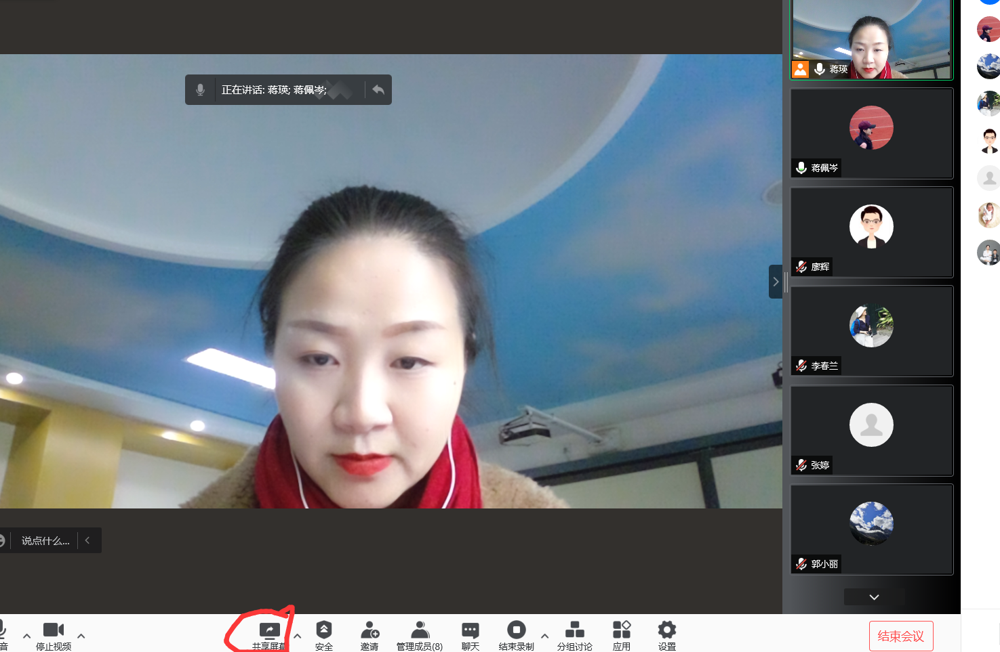 蒋瑛
正在讲话: 蒋瑛; 蒋佩岑;
蒋佩岑
廖辉
李春兰
张婷
郭小丽
说点什么...
音
停止视频
共享屏幕
安全
邀请
管理成员(8)
聊天
结束录制
分组讨论
应用
设置
结束会议